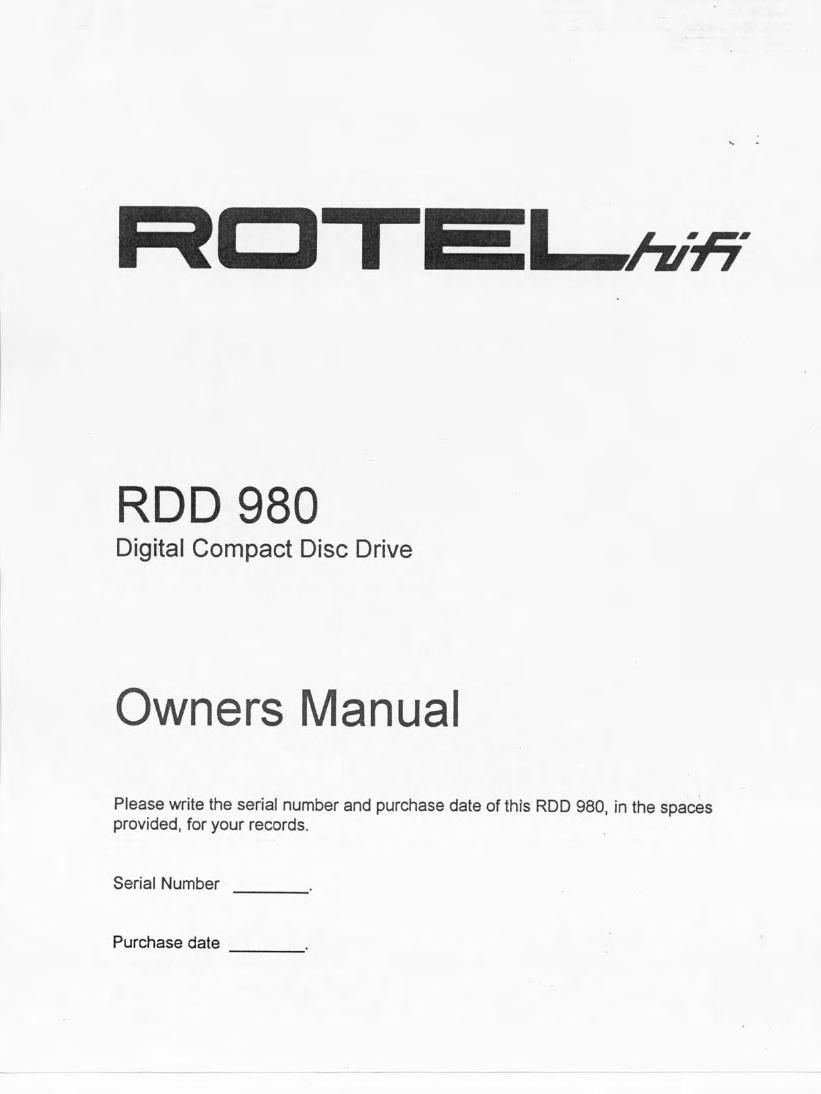 ROTEL hifi
RDD 980
Digital Compact Disc Drive
Owners Manual
Please write the serial number and purchase date of this RDD 980, in the spaces
provided, for your records.
Serial Number ________.
Purchase date ________.